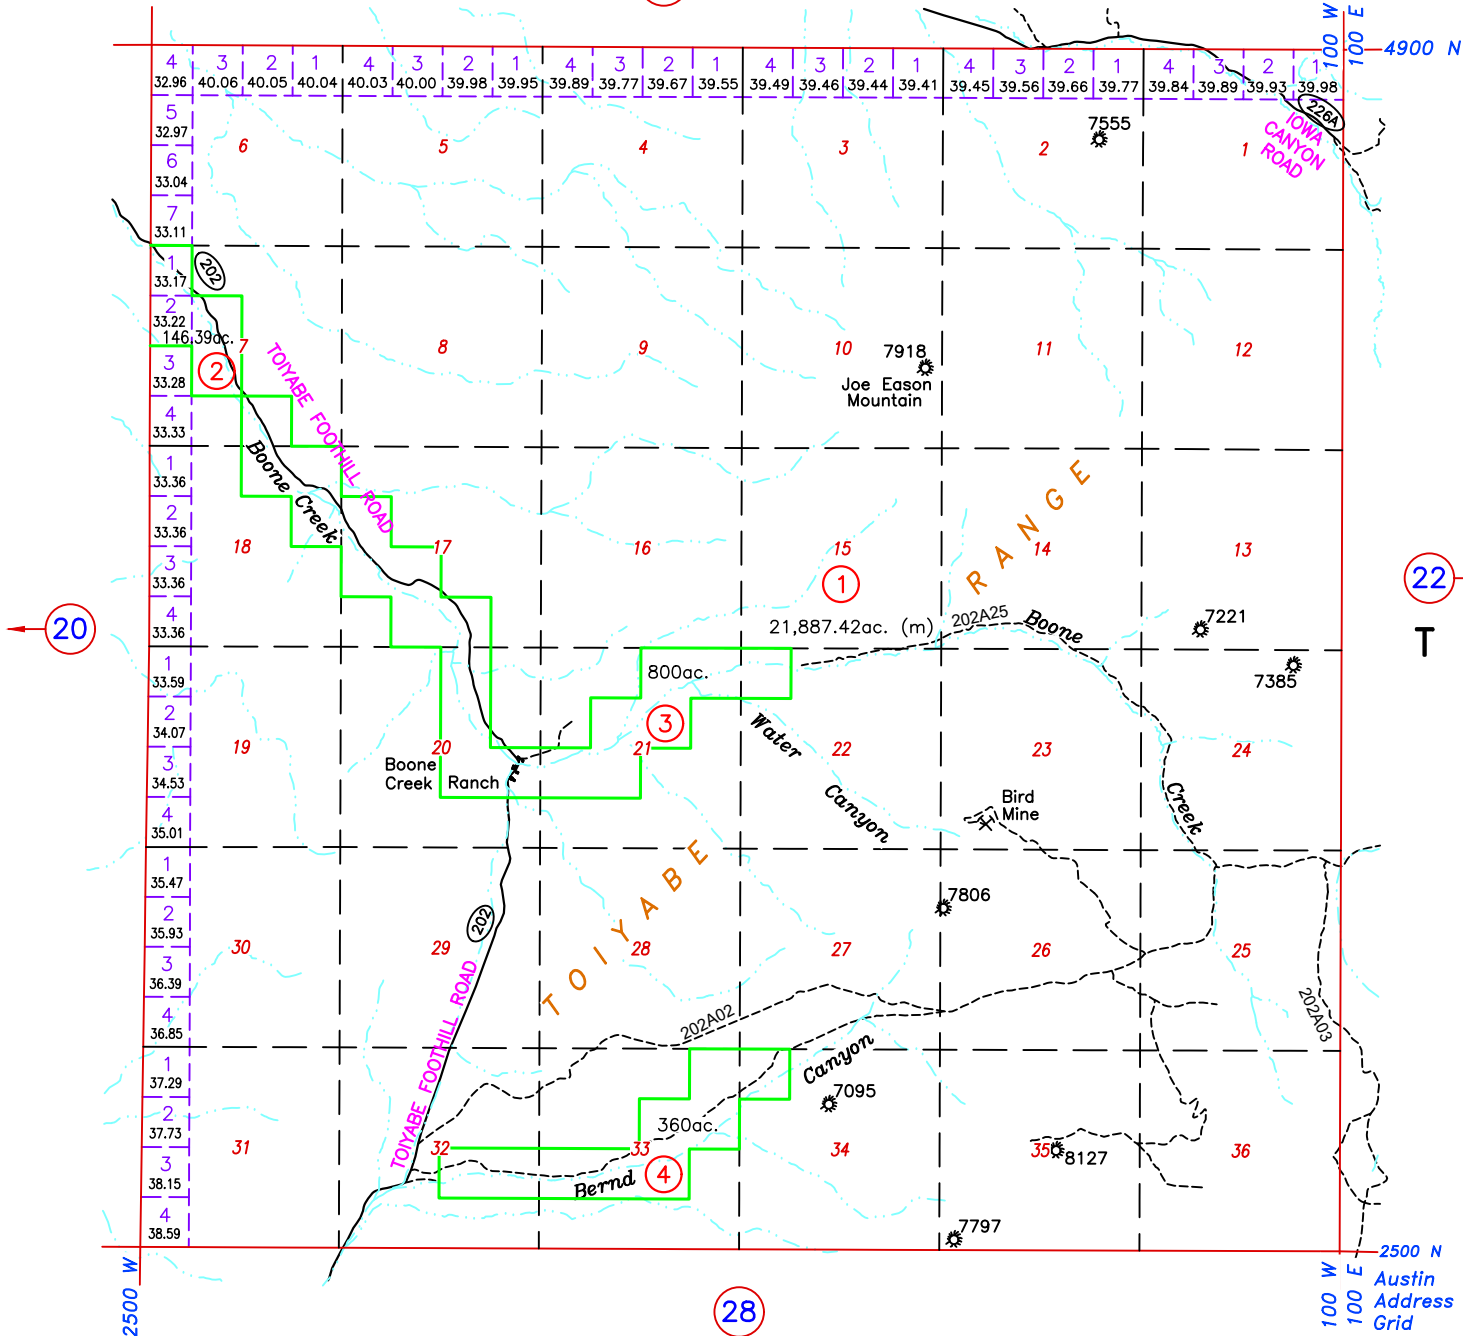 100 W
100 E
4900 N
4 3 2 1 4 3 2 1 4 3 2 1 4 3 2 1 4 3 2 1 4 3 2 1
32.96 40.06 40.05 40.04 40.03 40.00 39.98 39.95 39.89 39.77 39.67 39.55 39.49 39.46 39.44 39.41 39.45 39.56 39.66 39.77 39.84 39.89 39.93 39.98
226A
IOWA
CANYON
ROAD
5
32.97
6
33.04
7
33.11
7555
6 5 4 3 2 1
1
33.17
2
33.22
3
33.28
4
33.33
202
146.39ac.
2
TOIYABE FOOTHILL ROAD
7 8 9 10 11 12
7918
Joe Eason
Mountain
Boone Creek
1
33.36
2
33.36
3
33.36
4
33.36
18 17 16 15 14 13
RANGE
1
21,887.42ac. (m)
202A25
Boone
7221
7385
20
22
T
1
33.59
2
34.07
3
34.53
4
35.01
800ac.
3
19 20 21 22 23 24
Boone
Creek Ranch
Water
Canyon
Bird
Mine
Creek
1
35.47
2
35.93
3
36.39
4
36.85
202
TOIYABE
7806
30 29 28 27 26 25
TOIYABE FOOTHILL ROAD
202A02
202A03
Canyon
1
37.29
2
37.73
3
38.15
4
38.59
7095
360ac.
31 32 33 34 35 36
8127
4
Bernd
7797
2500 N
2500 W
100 W
100 E
Austin
Address
Grid
28